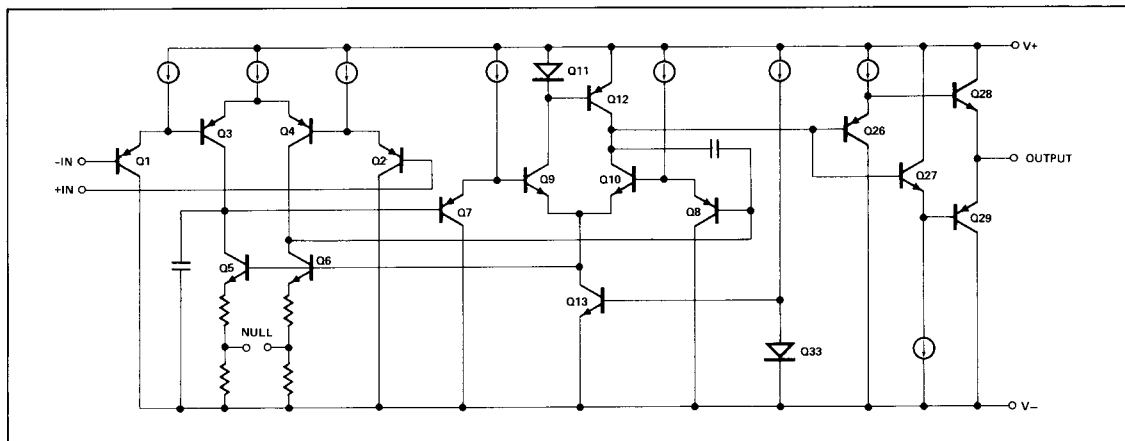 V+
Q11
Q12
Q28
Q3
Q4
Q26
−IN
Q1
Q2
OUTPUT
+IN
Q9
Q10
Q27
Q7
Q8
Q29
Q5
Q6
Q13
NULL
Q33
V−